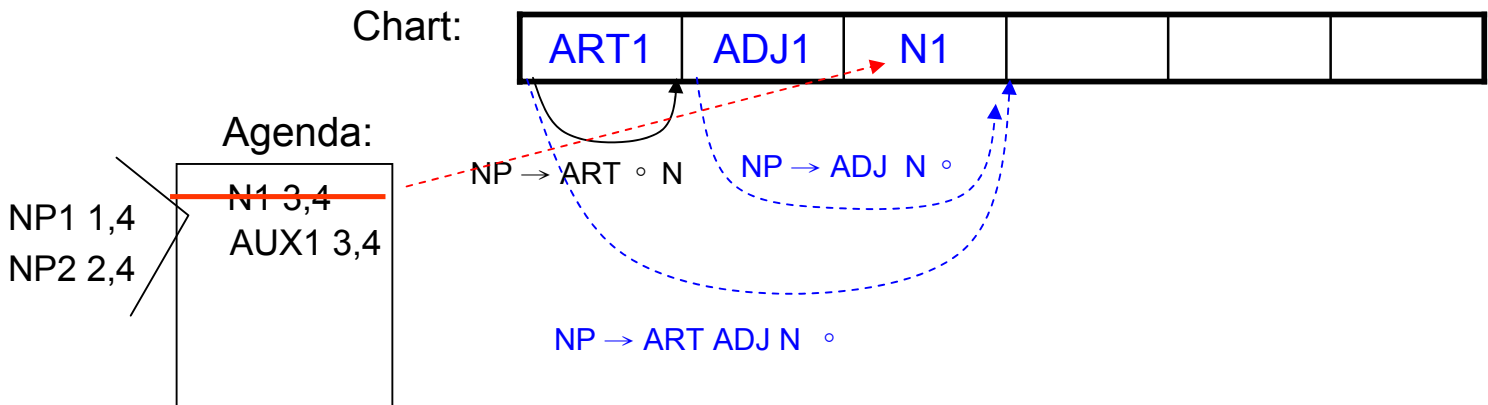 Chart:
ART1 ADJ1 N1
Agenda:
NP → ART ° N
NP → ADJ N °
N1 3,4
NP1 1,4
AUX1 3,4
NP2 2,4
NP → ART ADJ N °